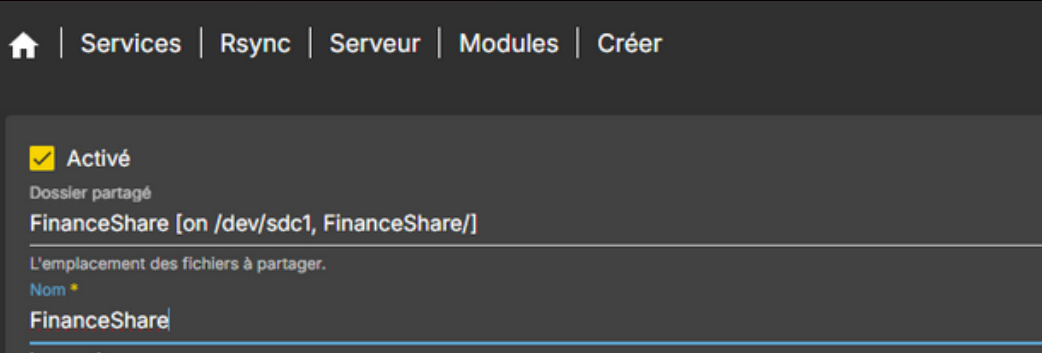 Services | Rsync | Serveur | Modules | Créer
Activé
Dossier partagé
FinanceShare [on /dev/sdc1, FinanceShare/]
L'emplacement des fichiers à partager.
Nom *
FinanceShare